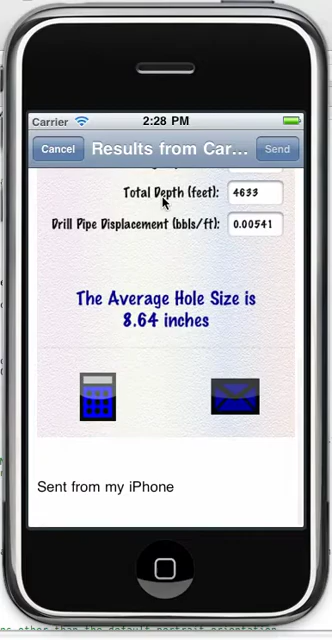 Carrier 2:28 PM
Cancel Results from Car... Send
Total Depth (feet): 4633
Drill Pipe Displacement (bbls/ft): 0.00541
The Average Hole Size is
8.64 inches
Sent from my iPhone